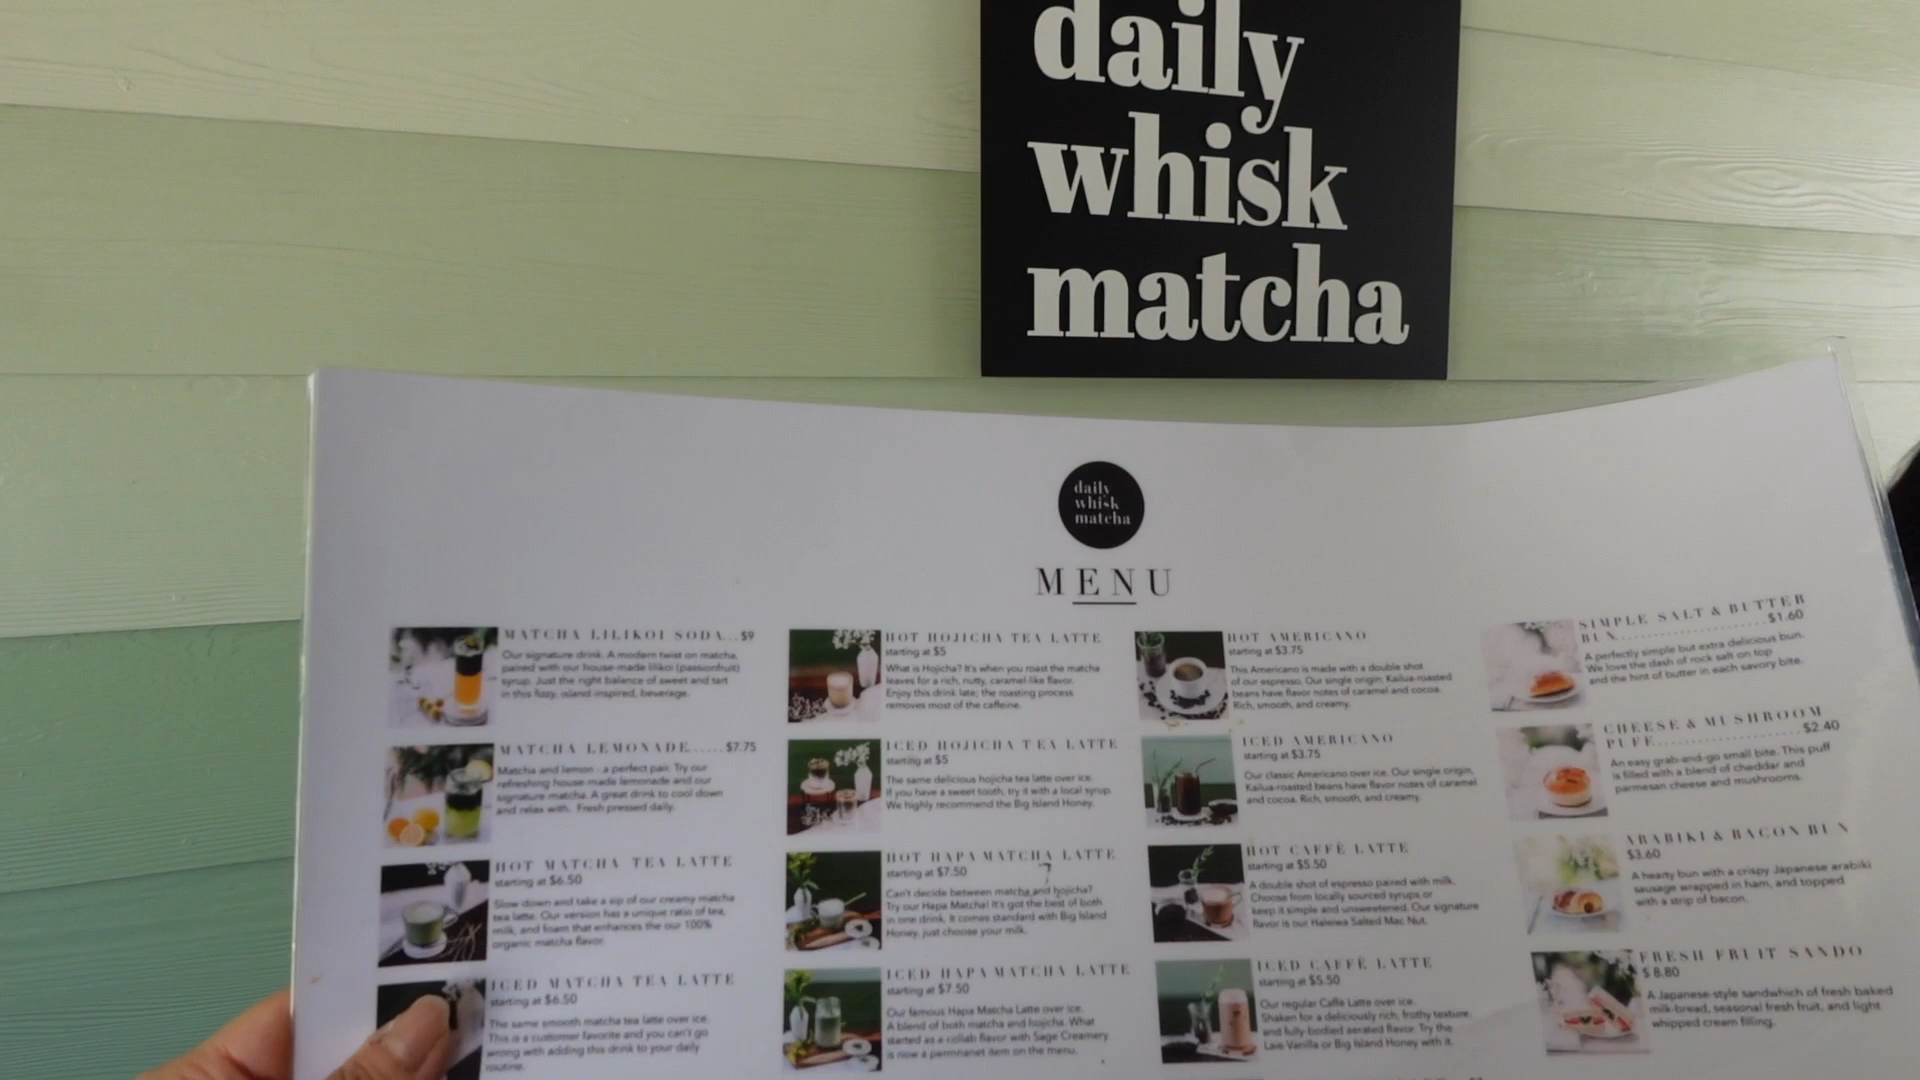 daily
whisk
matcha
daily
whisk
matcha
MENU
MATCHA LILIKOI SODA...$9
Our signature drink. A modern twist on matcha,
paired with our house-made lilikoi (passionfruit)
syrup. Just the right balance of sweet and tart
in this fizzy, island-inspired, beverage.
MATCHA LEMONADE......$7.75
Matcha and lemon - a perfect pair. Try our
refreshing house-made lemonade and our
signature matcha. A great drink to cool down
and relax with. Fresh pressed daily.
HOT MATCHA TEA LATTE
starting at $6.50
Slow down and take a sip of our creamy matcha
tea latte. Our version has a unique ratio of tea,
milk, and foam that enhances the our 100%
organic matcha flavor.
ICED MATCHA TEA LATTE
starting at $6.50
The same smooth matcha tea latte over ice.
This is a customer favorite and you can't go
wrong with adding this drink to your daily
routine.
HOT HOJICHA TEA LATTE
starting at $5
What is Hojicha? It's when you roast the matcha
leaves for a rich, nutty, caramel-like flavor.
Enjoy this drink late; the roasting process
removes most of the caffeine.
ICED HOJICHA TEA LATTE
starting at $5
The same delicious hojicha tea latte over ice.
If you have a sweet tooth, try it with a local syrup.
We highly recommend the Big Island Honey.
HOT HAPA MATCHA LATTE
starting at $7.50
Can't decide between matcha and hojicha?
Try our Hapa Matcha! It's got the best of both
in one drink. It comes standard with Big Island
Honey, just choose your milk.
ICED HAPA MATCHA LATTE
starting at $7.50
Our famous Hapa Matcha Latte over ice.
A blend of both matcha and hojicha. What
started as a collab flavor with Sage Creamery
is now a permnanet item on the menu.
HOT AMERICANO
starting at $3.75
This Americano is made with a double shot
of our espresso. Our single origin, Kailua-roasted
beans have flavor notes of caramel and cocoa.
Rich, smooth, and creamy.
ICED AMERICANO
starting at $3.75
Our classic Americano over ice. Our single origin,
Kailua-roasted beans have flavor notes of caramel
and cocoa. Rich, smooth, and creamy.
HOT CAFFÈ LATTE
starting at $5.50
A double shot of espresso paired with milk.
Choose from locally sourced syrups or
keep it simple and unsweetened. Our signature
flavor is our Haleiwa Salted Mac Nut.
ICED CAFFÈ LATTE
starting at $5.50
Our regular Caffe Latte over ice.
Shaken for a deliciously rich, frothy texture,
and fully-bodied aerated flavor. Try the
Laie Vanilla or Big Island Honey with it.
SIMPLE SALT & BUTTER
BUN......................$1.60
A perfectly simple but extra delicious bun.
We love the dash of rock salt on top
and the hint of butter in each savory bite.
CHEESE & MUSHROOM
PUFF......................$2.40
An easy grab-and-go small bite. This puff
is filled with a blend of cheddar and
parmesan cheese and mushrooms.
ARABIKI & BACON BUN
$3.60
A hearty bun with a crispy Japanese arabiki
sausage wrapped in ham, and topped
with a strip of bacon.
FRESH FRUIT SANDO
$8.80
A Japanese-style sandwhich of fresh baked
milk-bread, seasonal fresh fruit, and light
whipped cream filling.